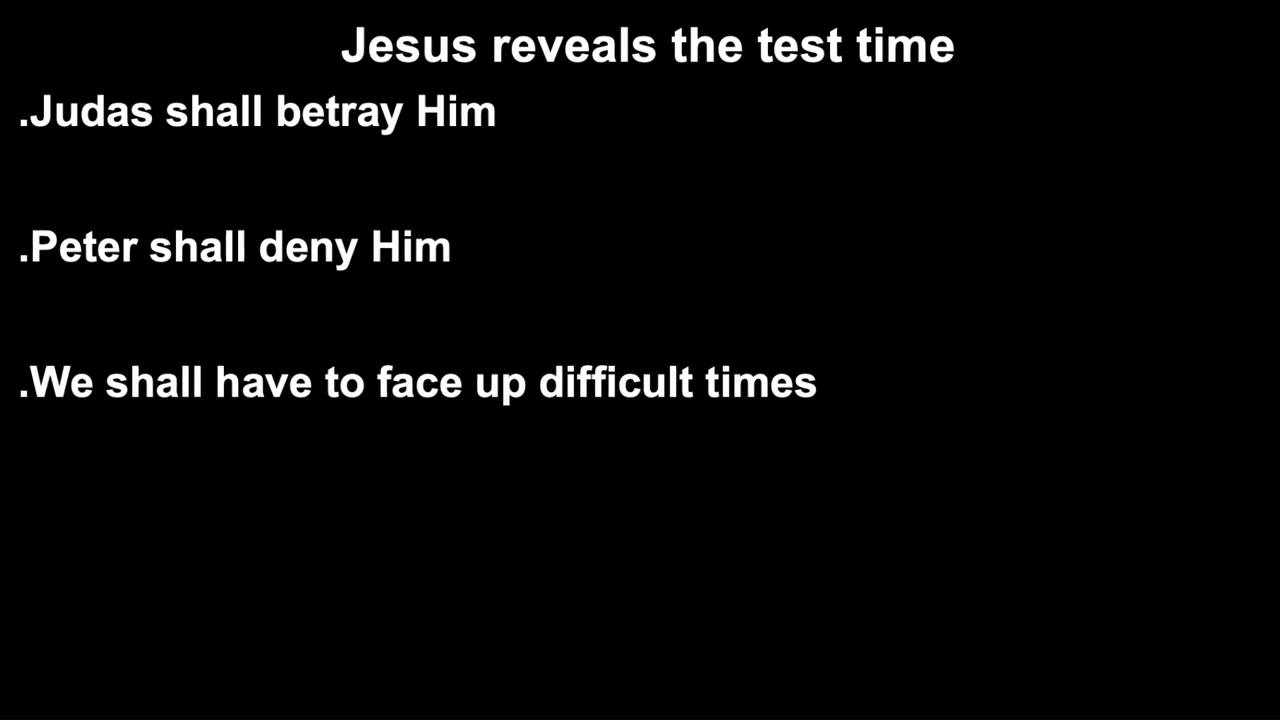 Jesus reveals the test time
.Judas shall betray Him
.Peter shall deny Him
.We shall have to face up difficult times